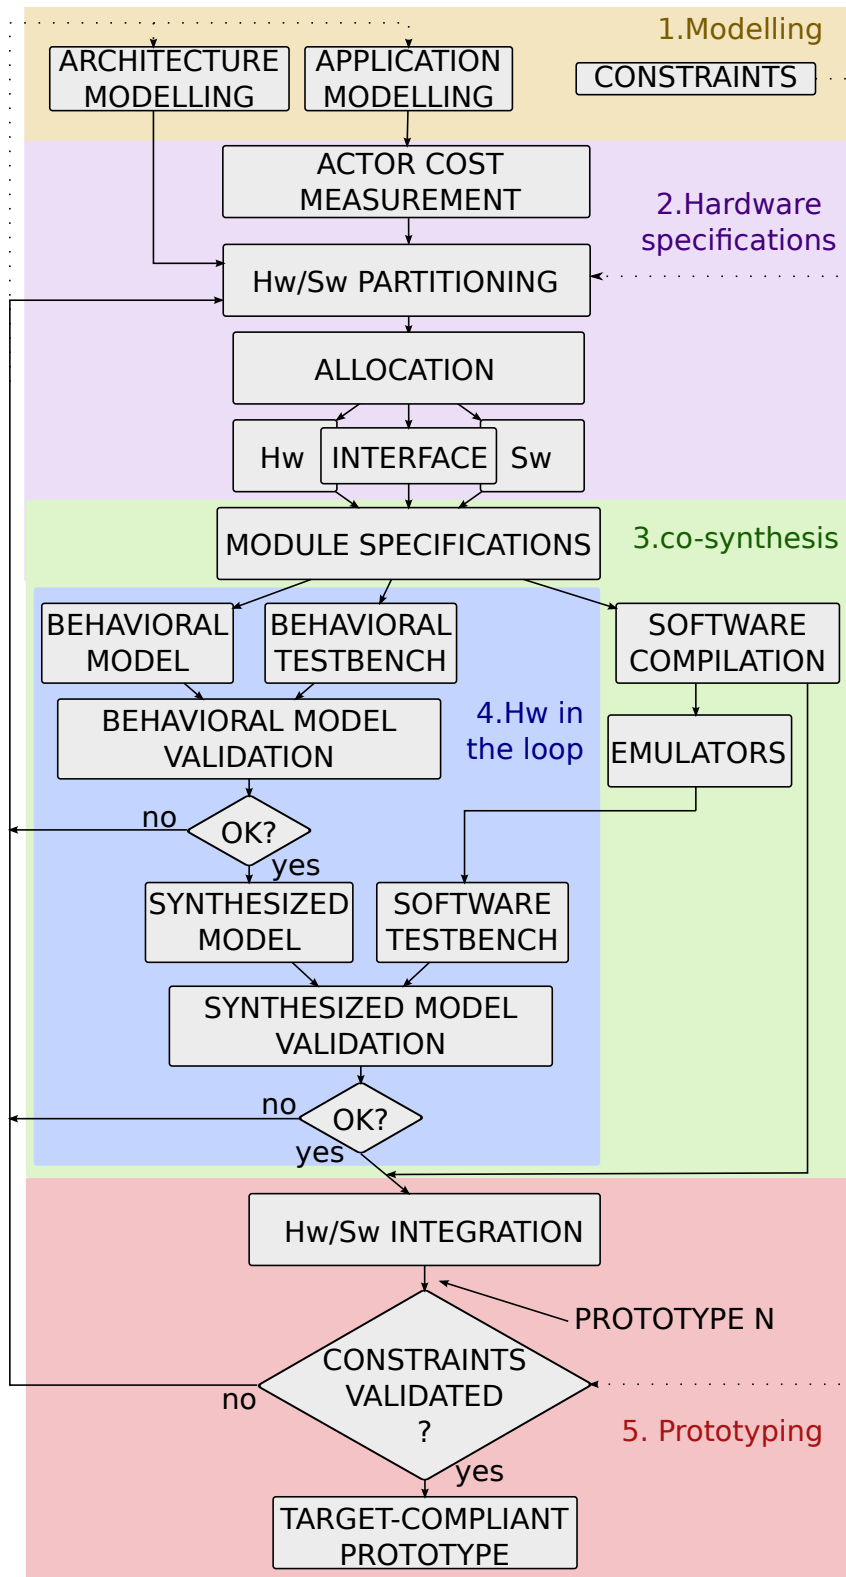 1.Modelling
ARCHITECTURE
MODELLING
APPLICATION
MODELLING
CONSTRAINTS
ACTOR COST
MEASUREMENT
2.Hardware
specifications
Hw/Sw PARTITIONING
ALLOCATION
Hw
INTERFACE
Sw
MODULE SPECIFICATIONS
3.co-synthesis
BEHAVIORAL
MODEL
BEHAVIORAL
TESTBENCH
SOFTWARE
COMPILATION
BEHAVIORAL MODEL
VALIDATION
4.Hw in
the loop
EMULATORS
no
OK?
yes
SYNTHESIZED
MODEL
SOFTWARE
TESTBENCH
SYNTHESIZED MODEL
VALIDATION
no
OK?
yes
Hw/Sw INTEGRATION
PROTOTYPE N
CONSTRAINTS
VALIDATED
?
no
5. Prototyping
yes
TARGET-COMPLIANT
PROTOTYPE